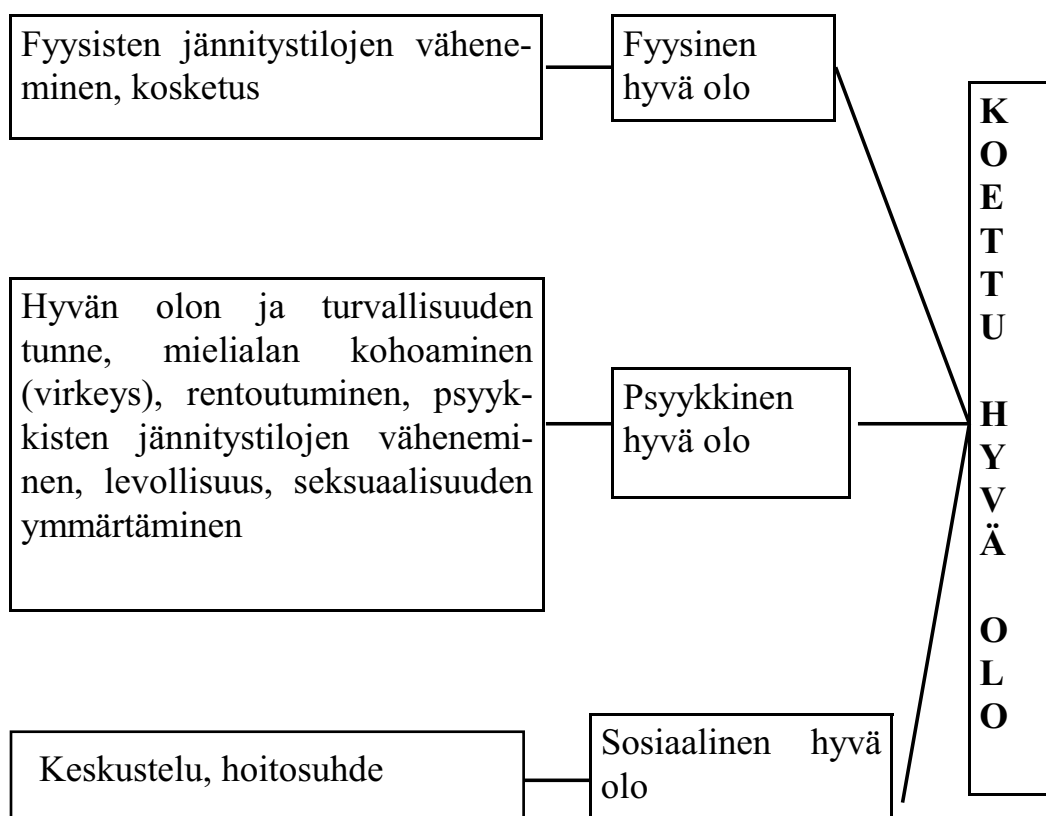 Fyysisten jännitystilojen vähene-
minen, kosketus
Fyysinen
hyvä olo
Hyvän olon ja turvallisuuden
tunne, mielialan kohoaminen
(virkeys), rentoutuminen, psyyk-
kisten jännitystilojen vähenemi-
nen, levollisuus, seksuaalisuuden
ymmärtäminen
Psyykkinen
hyvä olo
Keskustelu, hoitosuhde
Sosiaalinen hyvä
olo
K
O
E
T
T
U
H
Y
V
Ä
O
L
O